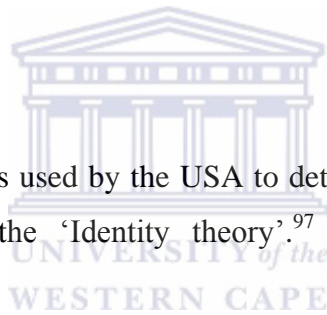 s used by the USA to det
the ‘Identity theory’.97
UNIVERSITY of the
WESTERN CAPE